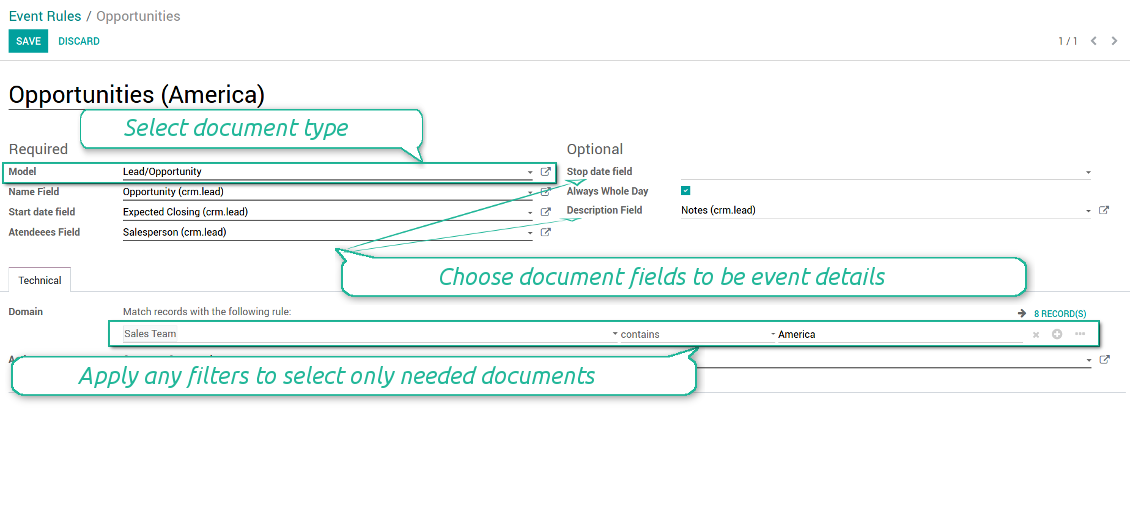 Event Rules / Opportunities
SAVE DISCARD 1 / 1
Opportunities (America)
Select document type
Required Optional
Model Lead/Opportunity Stop date field
Name Field Opportunity (crm.lead) Always Whole Day
Start date field Expected Closing (crm.lead) Description Field Notes (crm.lead)
Atendeees Field Salesperson (crm.lead)
Choose document fields to be event details
Technical
Domain Match records with the following rule: 8 RECORD(S)
Sales Team contains America
Apply any filters to select only needed documents